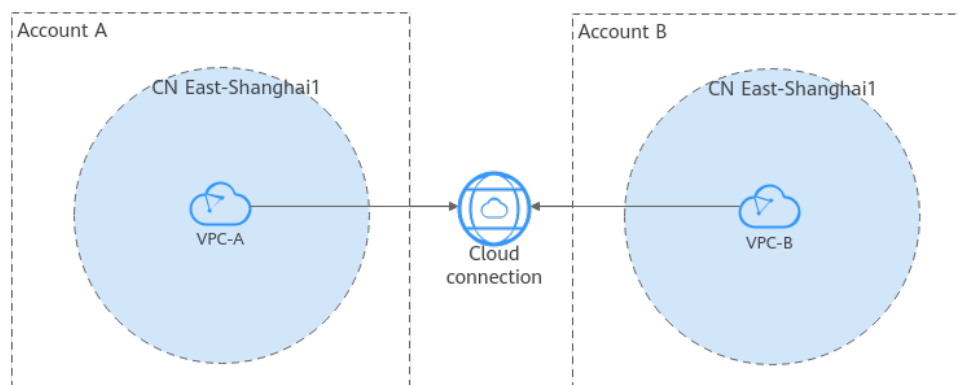 Account A
Account B
CN East-Shanghai1
CN East-Shanghai1
VPC-A
VPC-B
Cloud
connection